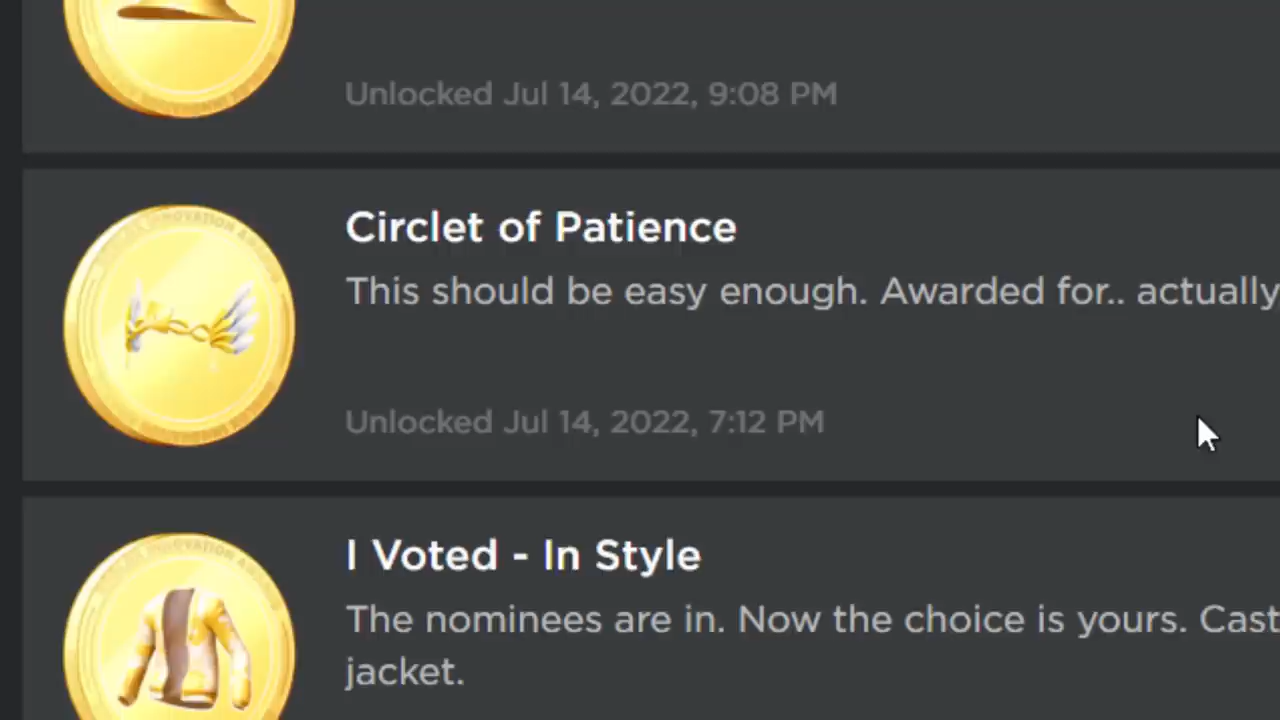 Unlocked Jul 14, 2022, 9:08 PM
INNOVATION
Circlet of Patience
This should be easy enough. Awarded for.. actually
Unlocked Jul 14, 2022, 7:12 PM
INNOVATION
I Voted - In Style
The nominees are in. Now the choice is yours. Cast
jacket.